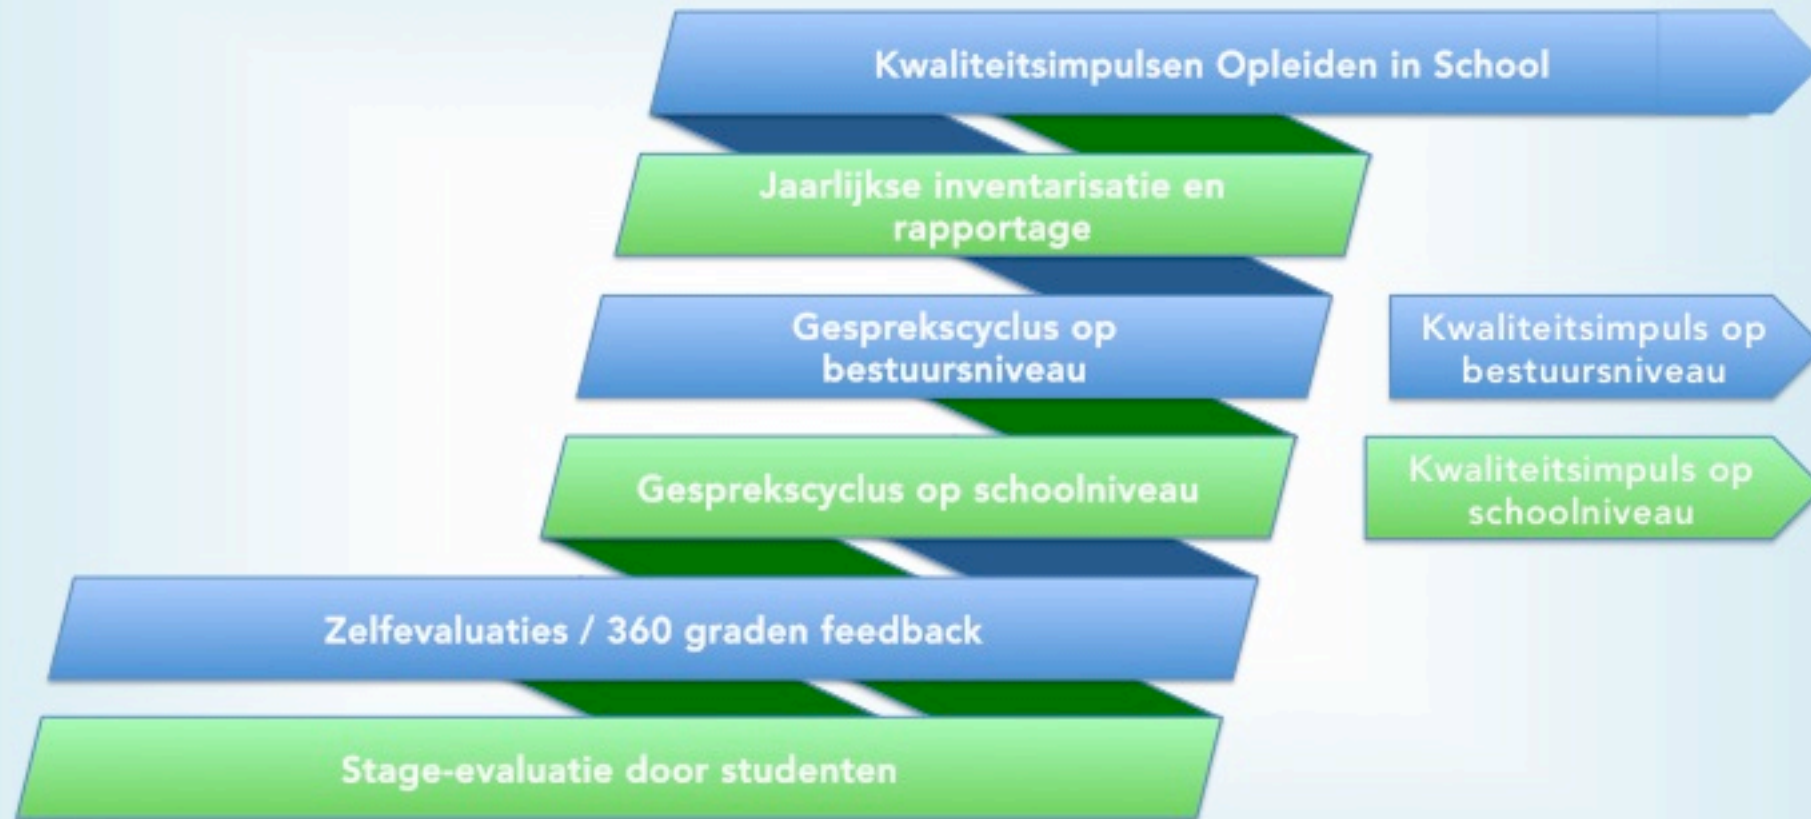 Kwaliteitsimpulsen Opleiden in School
Jaarlijkse inventarisatie en
rapportage
Gesprekscyclus op
bestuursniveau
Kwaliteitsimpuls op
bestuursniveau
Gesprekscyclus op schoolniveau
Kwaliteitsimpuls op
schoolniveau
Zelfevaluaties / 360 graden feedback
Stage-evaluatie door studenten